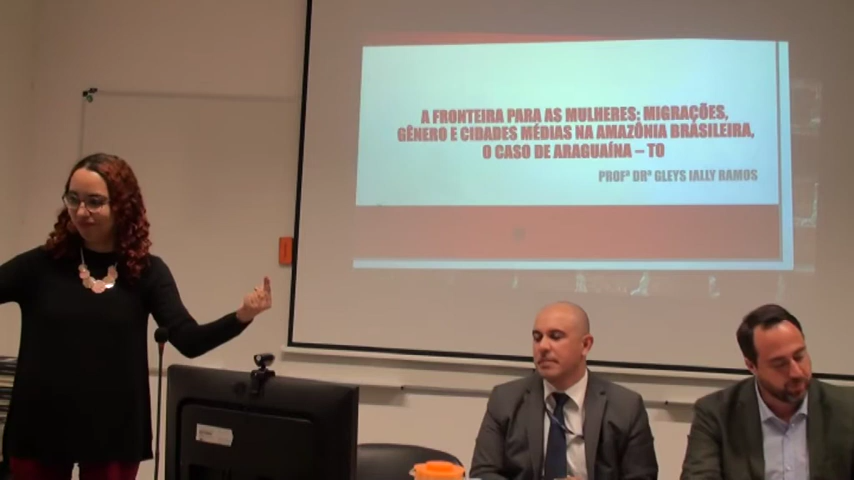 A FRONTEIRA PARA AS MULHERES: MIGRAÇÕES,
GÊNERO E CIDADES MÉDIAS NA AMAZÔNIA BRASILEIRA,
O CASO DE ARAGUAÍNA – TO
PROFª DRª GLEYS IALLY RAMOS